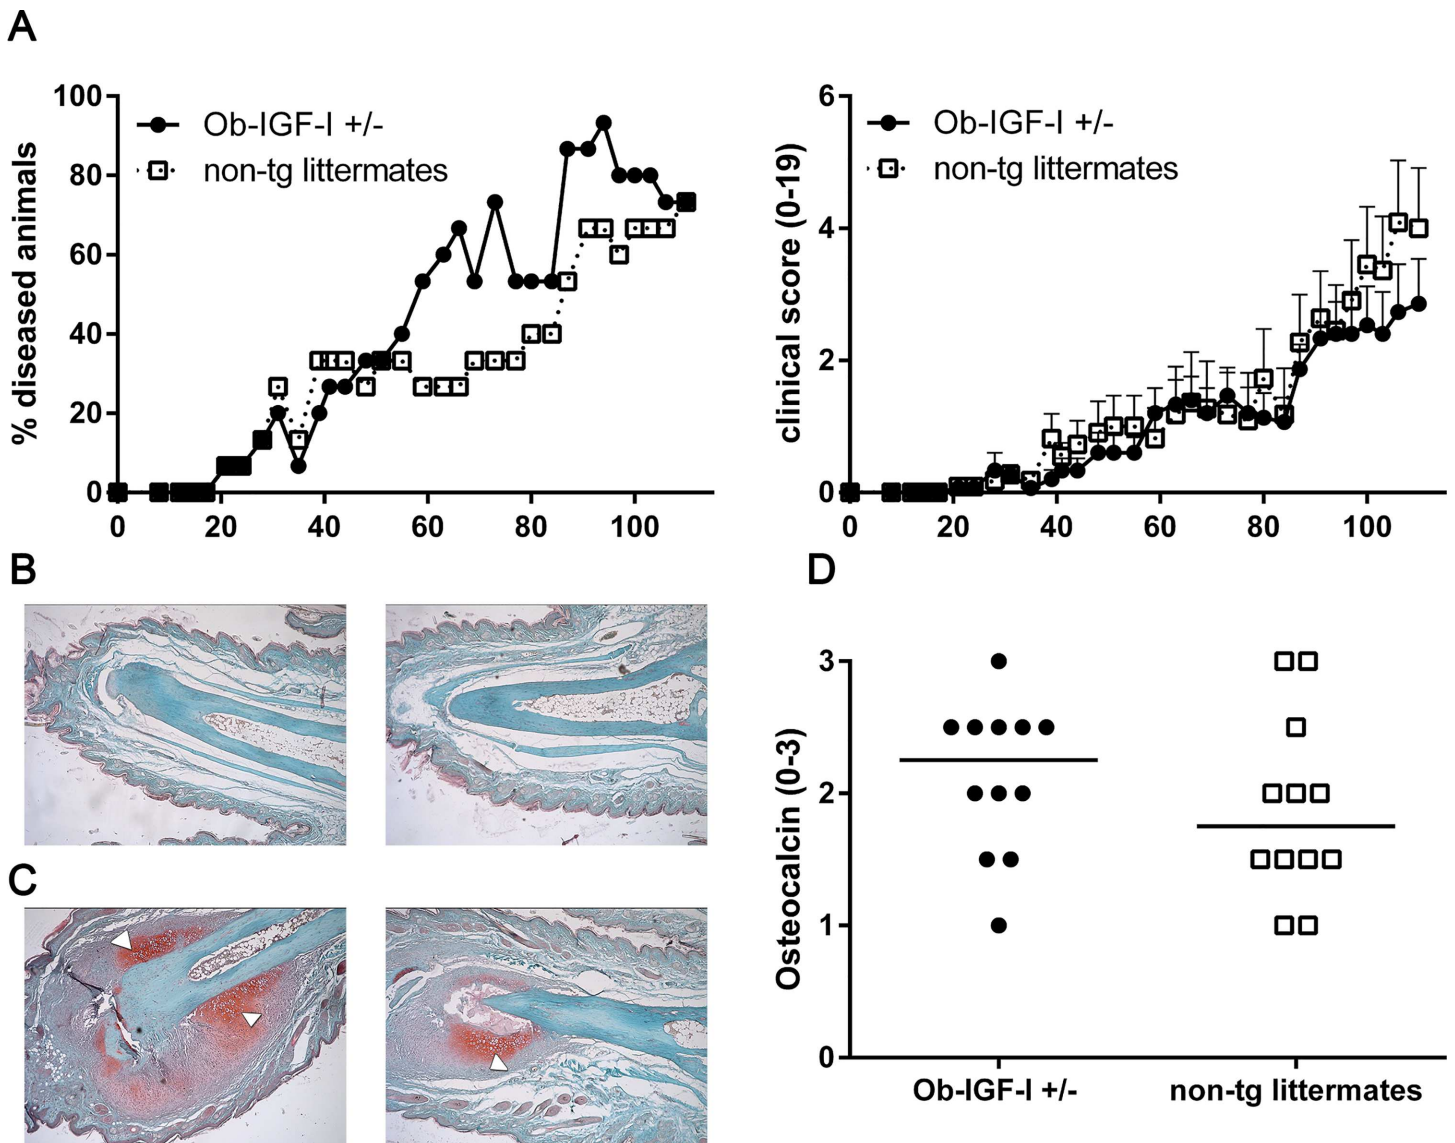 A
100
80
60
40
20
0
% diseased animals
Ob-IGF-I +/-
non-tg littermates
0 20 40 60 80 100
6
4
2
0
clinical score (0-19)
Ob-IGF-I +/-
non-tg littermates
0 20 40 60 80 100
B
C
D
3
2
1
0
Osteocalcin (0-3)
Ob-IGF-I +/- non-tg littermates